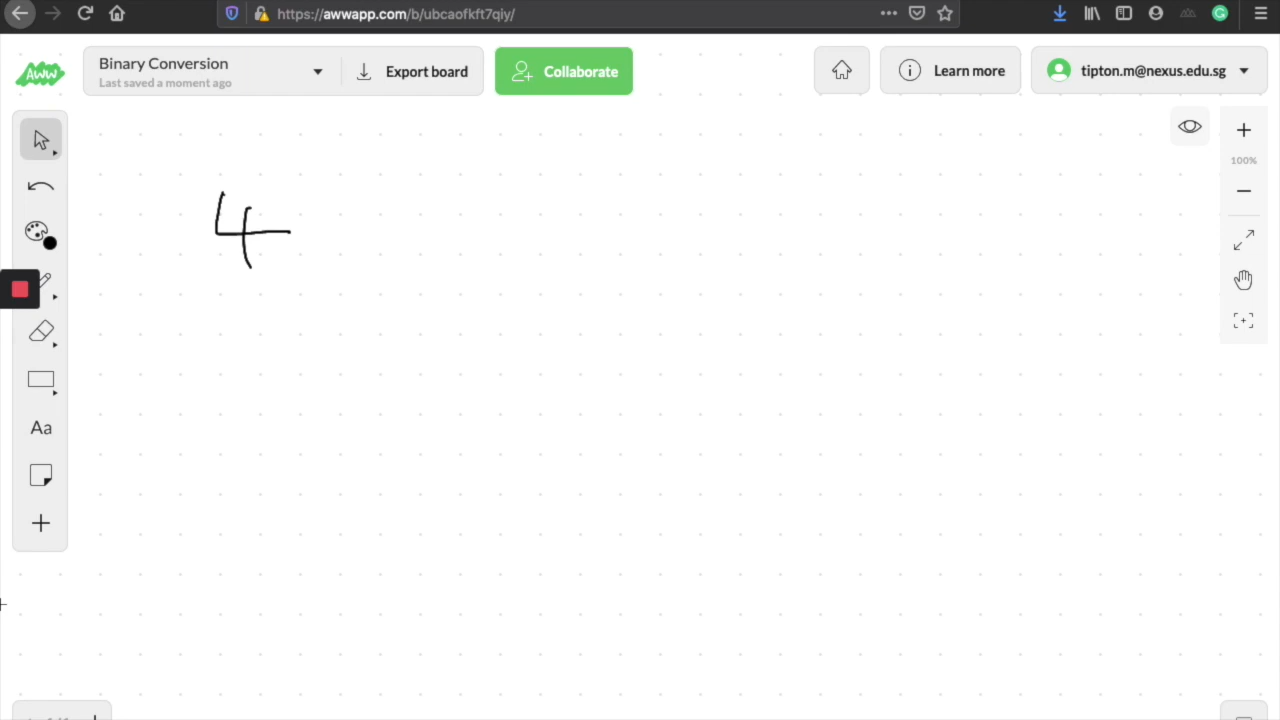 https://awwapp.com/b/ubcaofkft7qiy/
AWW
Binary Conversion
Last saved a moment ago
Export board
Collaborate
Learn more
tipton.m@nexus.edu.sg
100%
4
Aa